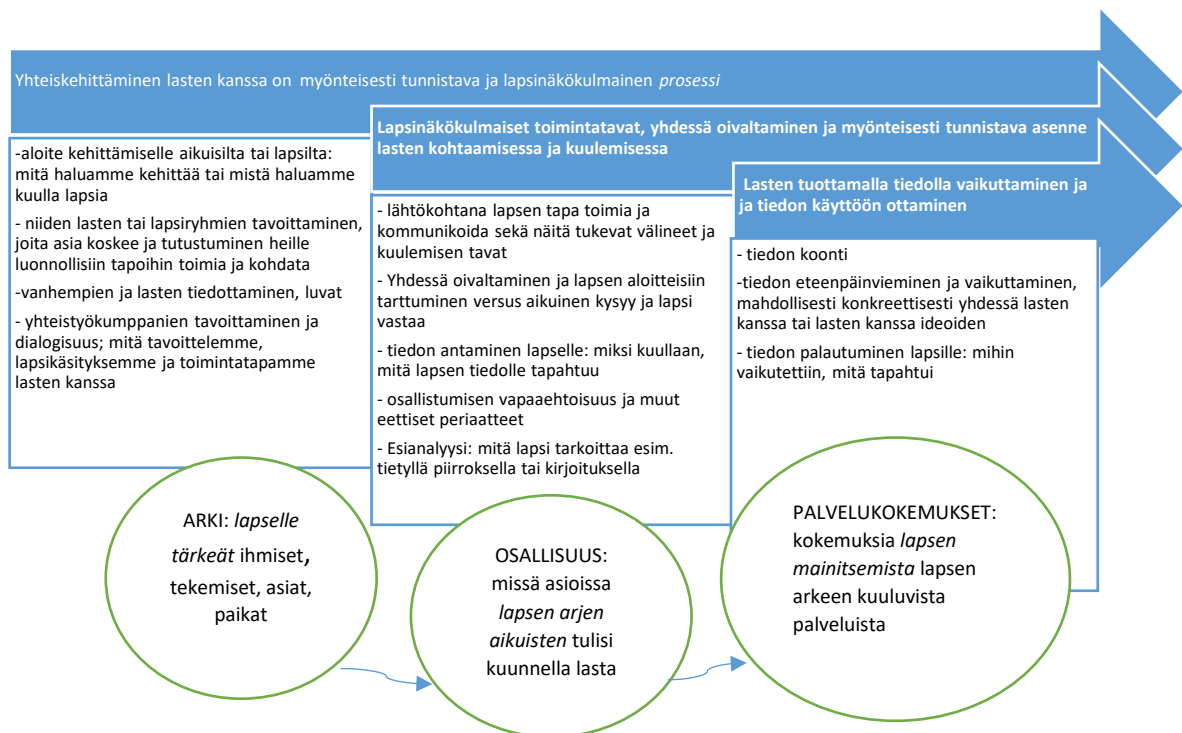 Yhteiskehittäminen lasten kanssa on myönteisesti tunnistava ja lapsinäkökulmainen prosessi
-aloite kehittämiselle aikuisilta tai lapsilta:
mitä haluamme kehittää tai mistä haluamme
kuulla lapsia
- niiden lasten tai lapsiryhmien tavoittaminen,
joita asia koskee ja tutustuminen heille
luonnollisiin tapoihin toimia ja kohdata
-vanhempien ja lasten tiedottaminen, luvat
- yhteistyökumppanien tavoittaminen ja
dialogisuus; mitä tavoittelemme,
lapsikäsityksemme ja toimintatapamme
lasten kanssa
Lapsinäkökulmaiset toimintatavat, yhdessä oivaltaminen ja myönteisesti tunnistava asenne
lasten kohtaamisessa ja kuulemisessa
- lähtökohtana lapsen tapa toimia ja
kommunikoida sekä näitä tukevat välineet ja
kuulemisen tavat
- Yhdessä oivaltaminen ja lapsen aloitteisiin
tarttuminen versus aikuinen kysyy ja lapsi
vastaa
- tiedon antaminen lapselle: miksi kuullaan,
mitä lapsen tiedolle tapahtuu
- osallistumisen vapaaehtoisuus ja muut
eettiset periaatteet
- Esianalyysi: mitä lapsi tarkoittaa esim.
tietyllä piirroksella tai kirjoituksella
Lasten tuottamalla tiedolla vaikuttaminen ja
ja tiedon käyttöön ottaminen
- tiedon koonti
-tiedon eteenpäinvieminen ja vaikuttaminen,
mahdollisesti konkreettisesti yhdessä lasten
kanssa tai lasten kanssa ideoiden
- tiedon palautuminen lapsille: mihin
vaikutettiin, mitä tapahtui
ARKI: lapselle
tärkeät ihmiset,
tekemiset, asiat,
paikat
OSALLISUUS:
missä asioissa
lapsen arjen
aikuisten tulisi
kuunnella lasta
PALVELUKOKEMUKSET:
kokemuksia lapsen
mainitsemista lapsen
arkeen kuuluvista
palveluista